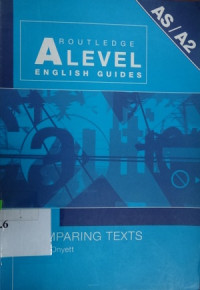 AS/A2
ROUTLEDGE
A LEVEL
ENGLISH GUIDES
MPARING TEXTS
Onyett
.6